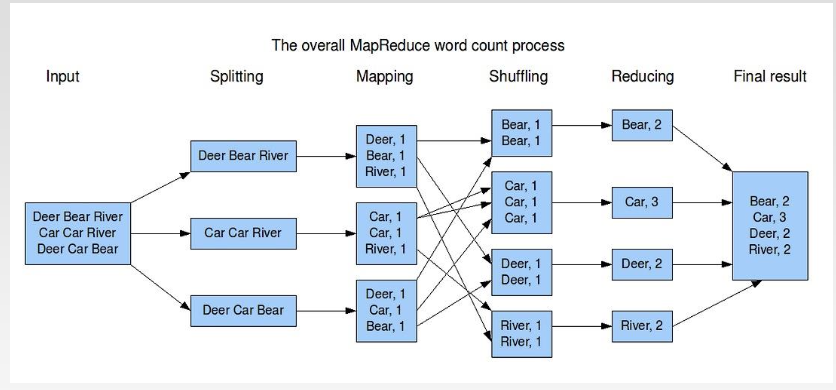 The overall MapReduce word count process
Input
Splitting
Mapping
Shuffling
Reducing
Final result
Deer Bear River
Car Car River
Deer Car Bear
Deer Bear River
Car Car River
Deer Car Bear
Deer, 1
Bear, 1
River, 1
Car, 1
Car, 1
River, 1
Deer, 1
Car, 1
Bear, 1
Bear, 1
Bear, 1
Car, 1
Car, 1
Car, 1
Deer, 1
Deer, 1
River, 1
River, 1
Bear, 2
Car, 3
Deer, 2
River, 2
Bear, 2
Car, 3
Deer, 2
River, 2